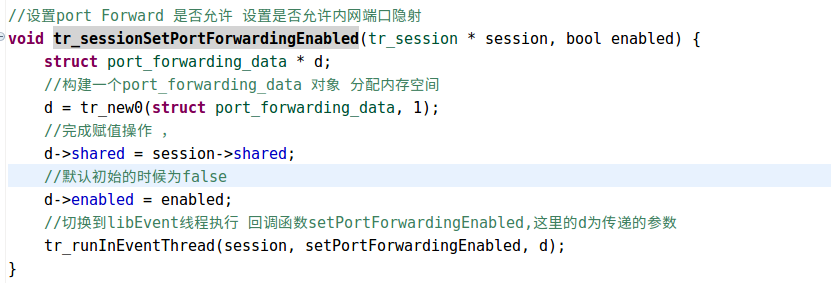 //设置port Forward 是否允许 设置是否允许内网端口隐射
void tr_sessionSetPortForwardingEnabled(tr_session * session, bool enabled) {
struct port_forwarding_data * d;
//构建一个port_forwarding_data 对象 分配内存空间
d = tr_new0(struct port_forwarding_data, 1);
//完成赋值操作 ,
d->shared = session->shared;
//默认初始的时候为false
d->enabled = enabled;
//切换到libEvent线程执行 回调函数setPortForwardingEnabled,这里的d为传递的参数
tr_runInEventThread(session, setPortForwardingEnabled, d);
}